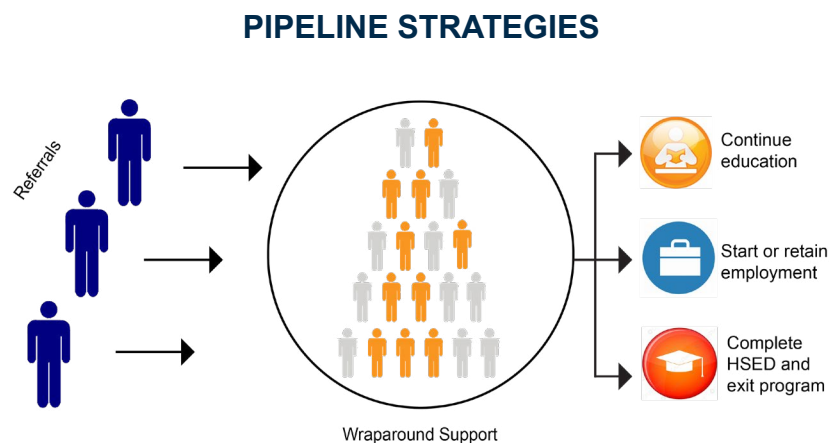 PIPELINE STRATEGIES
Referrals
Continue
education
Start or retain
employment
Complete
HSED and
exit program
Wraparound Support